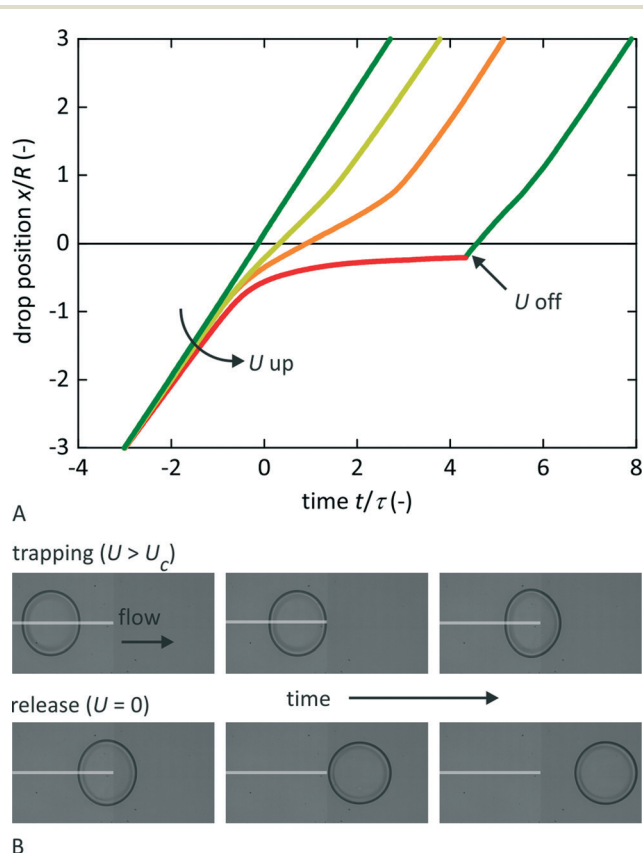 3
2
1
0
-1
-2
-3
drop position x/R (-)
U off
U up
-4 -2 0 2 4 6 8
time t/τ (-)
A
trapping (U > U_c)
flow
time
release (U = 0)
B